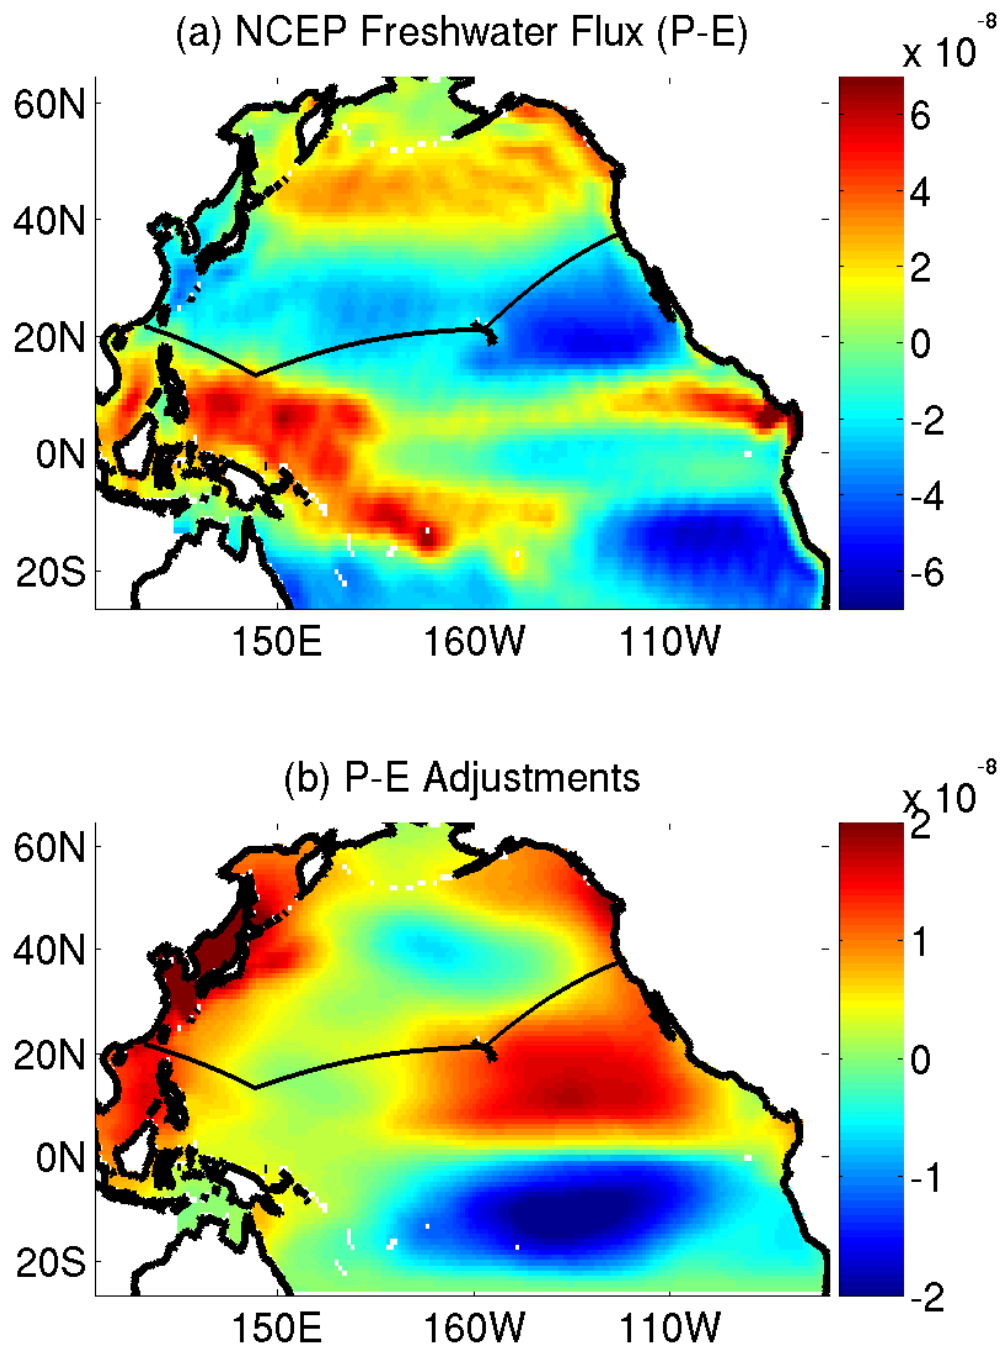 (a) NCEP Freshwater Flux (P-E)
x 10⁻⁸
60N
40N
20N
0N
20S
150E
160W
110W
6
4
2
0
-2
-4
-6
(b) P-E Adjustments
x 10⁻⁸
60N
40N
20N
0N
20S
150E
160W
110W
2
1
0
-1
-2